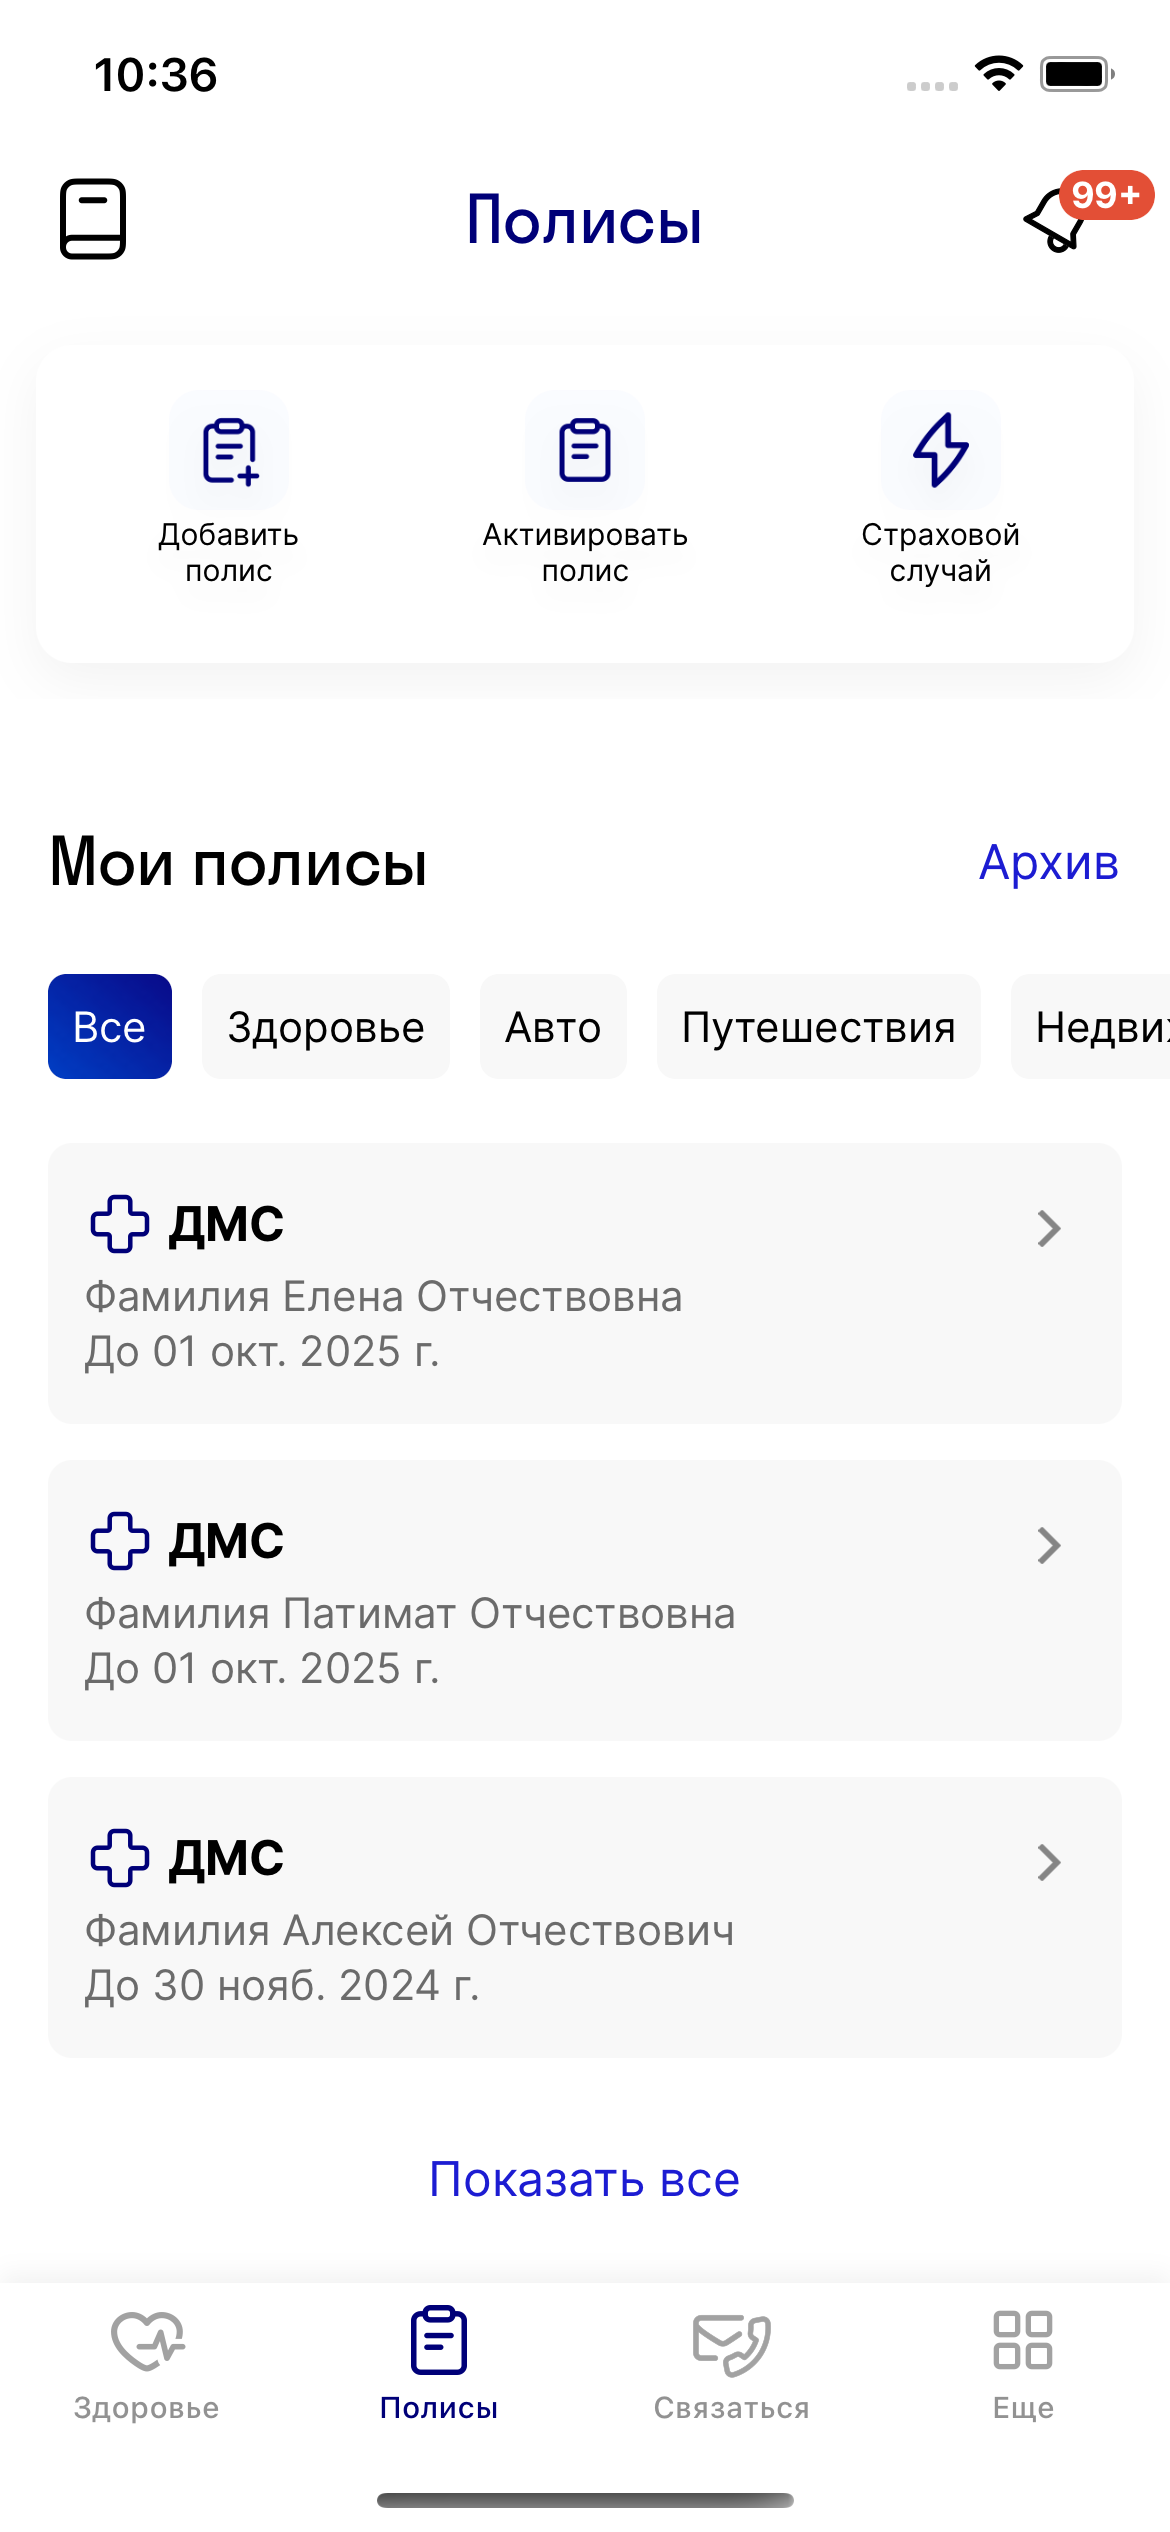 10:36
Полисы
99+
Добавить
полис
Активировать
полис
Страховой
случай
Мои полисы
Архив
Все
Здоровье
Авто
Путешествия
Недви
ДМС
Фамилия Елена Отчествовна
До 01 окт. 2025 г.
ДМС
Фамилия Патимат Отчествовна
До 01 окт. 2025 г.
ДМС
Фамилия Алексей Отчествович
До 30 нояб. 2024 г.
Показать все
Здоровье
Полисы
Связаться
Еще